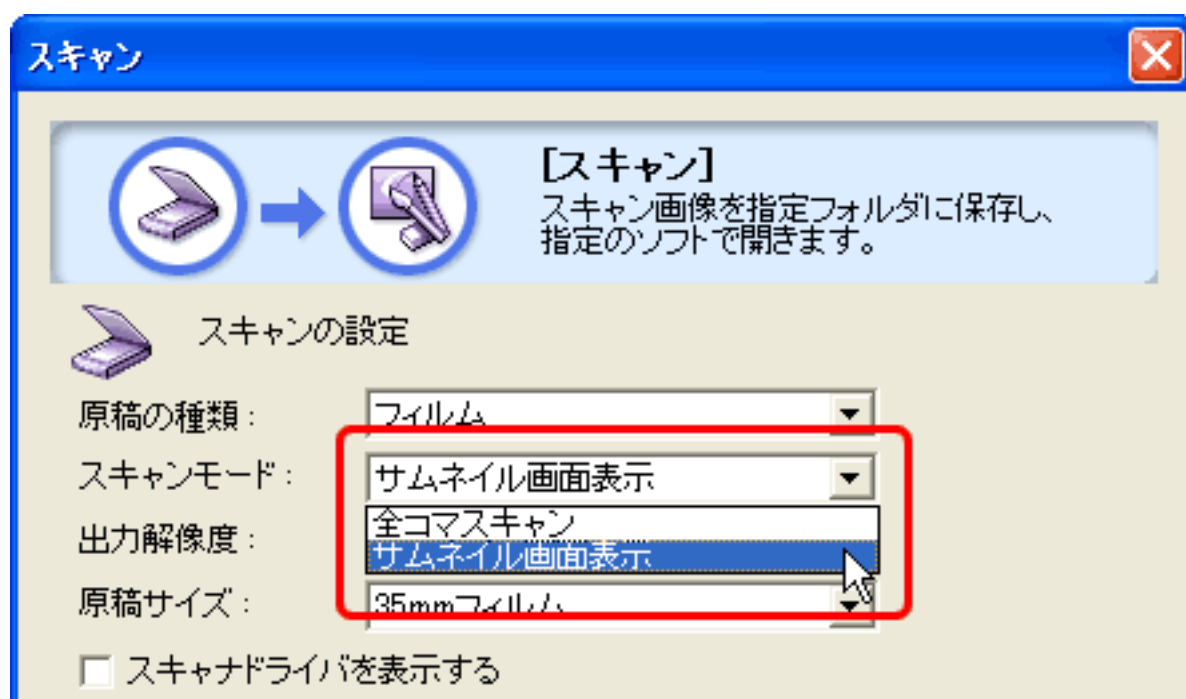 スキャン
[スキャン]
スキャン画像を指定フォルダに保存し、
指定のソフトで開きます。
スキャンの設定
原稿の種類： フィルム
スキャンモード： サムネイル画面表示
全コマスキャン
出力解像度： サムネイル画面表示
原稿サイズ： 35mmフィルム
スキャナドライバを表示する